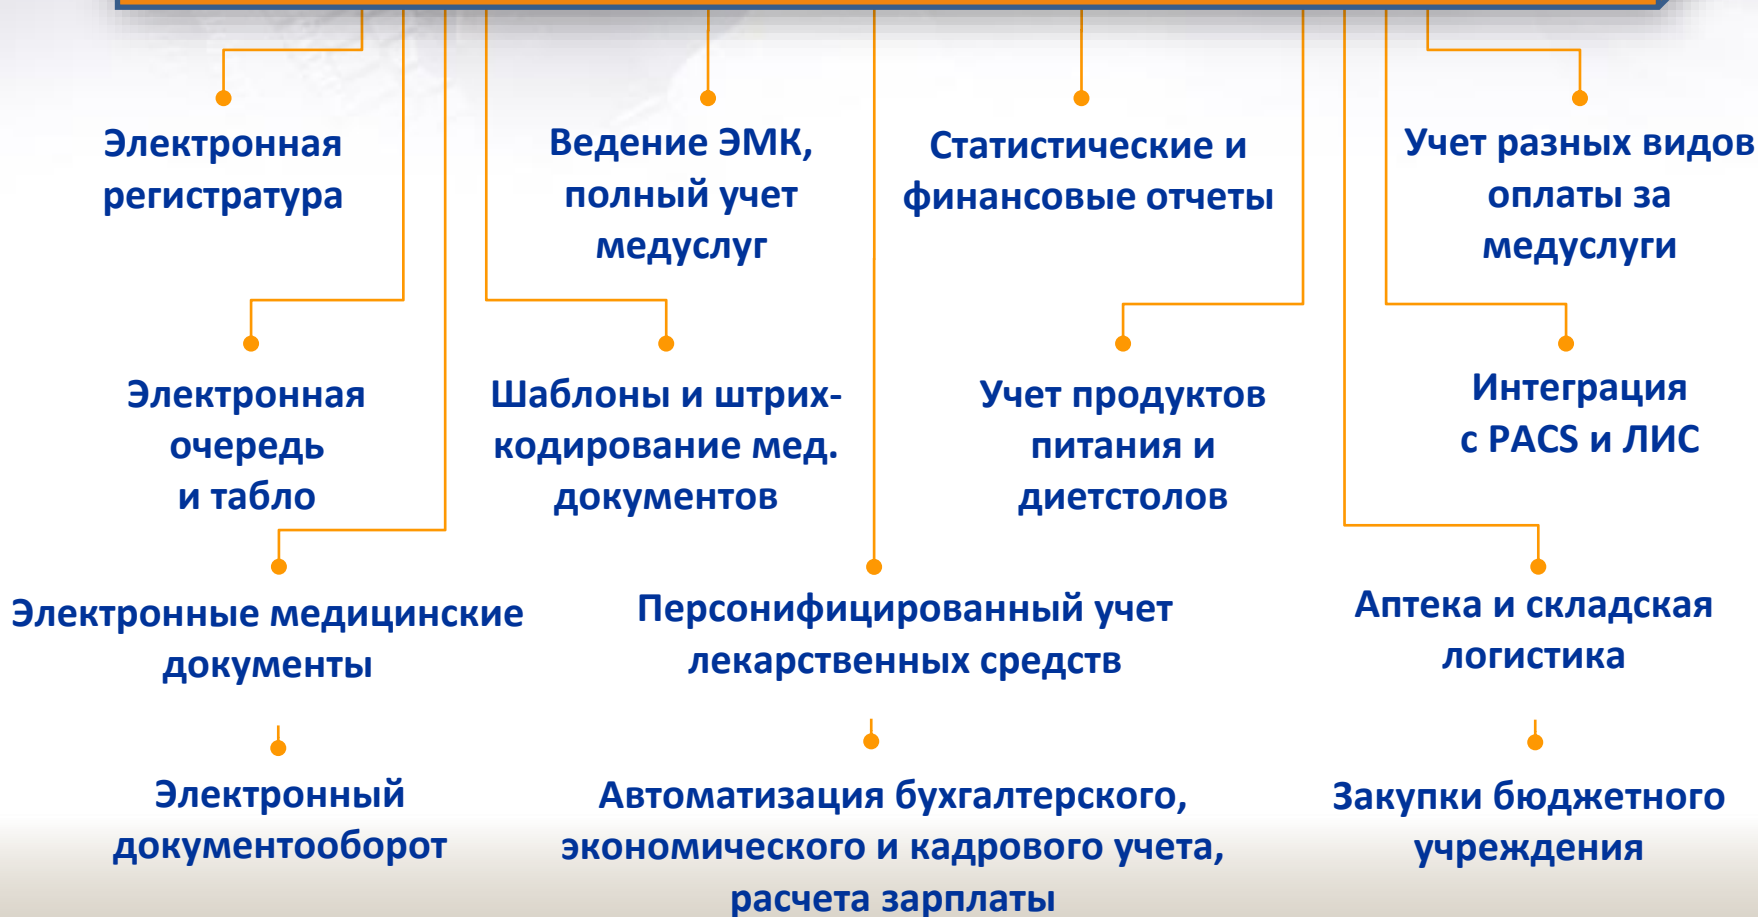 Электронная
регистратура
Ведение ЭМК,
полный учет
медуслуг
Статистические и
финансовые отчеты
Учет разных видов
оплаты за
медуслуги
Электронная
очередь
и табло
Шаблоны и штрих-
кодирование мед.
документов
Учет продуктов
питания и
диетстолов
Интеграция
с PACS и ЛИС
Электронные медицинские
документы
Персонифицированный учет
лекарственных средств
Аптека и складская
логистика
Электронный
документооборот
Автоматизация бухгалтерского,
экономического и кадрового учета,
расчета зарплаты
Закупки бюджетного
учреждения